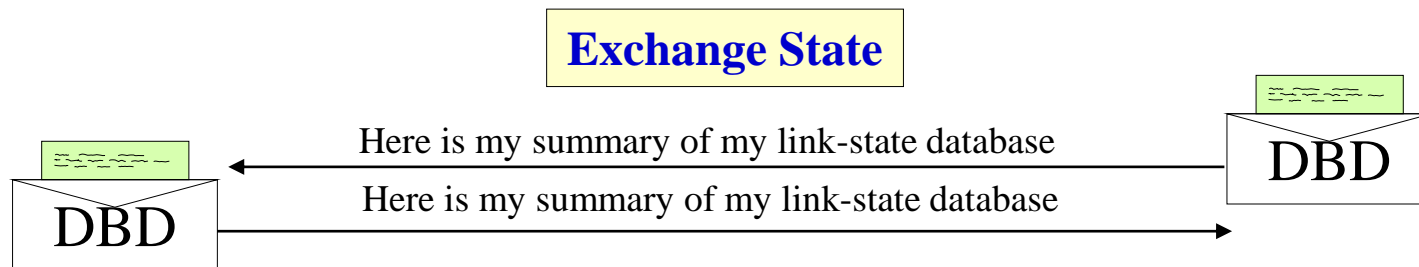 Exchange State
Here is my summary of my link-state database
DBD
Here is my summary of my link-state database
DBD